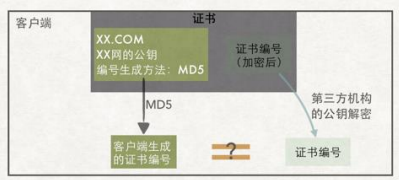 客户端
证书
XX.COM
XX网的公钥
编号生成方法：MD5
证书编号
（加密后）
MD5
第三方机构
的公钥解密
客户端生成
的证书编号
?
证书编号